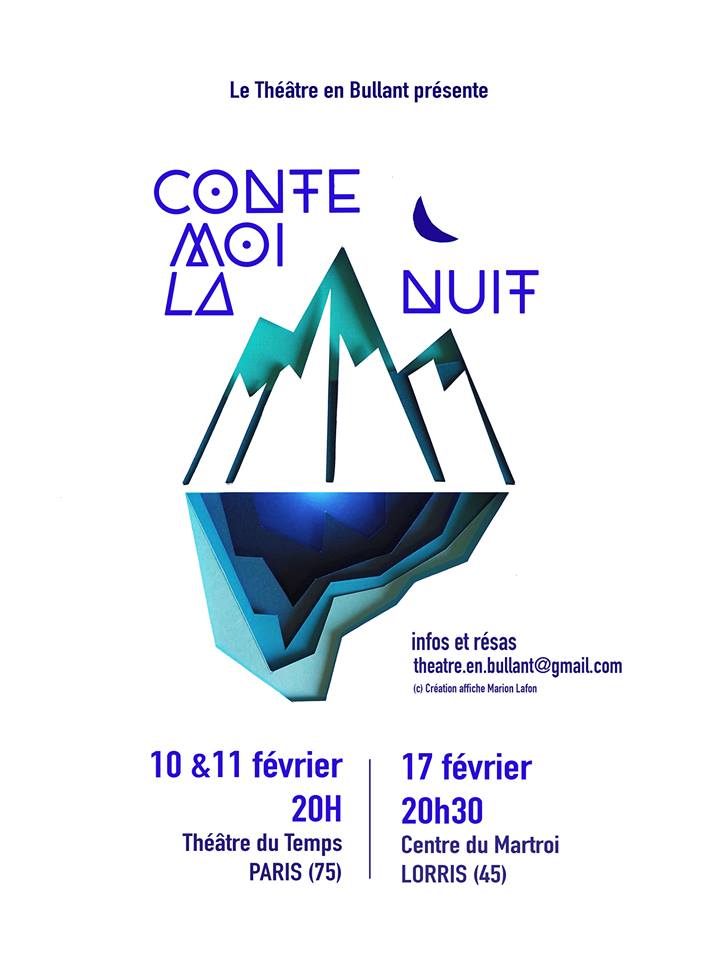 Le Théâtre en Bullant présente
CONTE
MOI
LA
NUIT
infos et résas
theatre.en.bullant@gmail.com
(c) Création affiche Marion Lafon
10 &11 février
20H
Théâtre du Temps
PARIS (75)
17 février
20h30
Centre du Martroi
LORRIS (45)